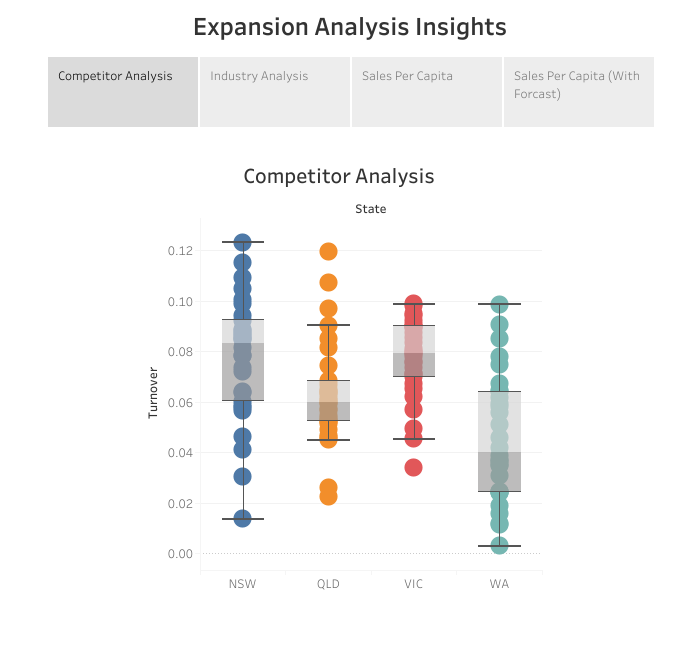 Expansion Analysis Insights
Competitor Analysis
Industry Analysis
Sales Per Capita
Sales Per Capita (With
Forcast)
Competitor Analysis
State
Turnover
0.12
0.10
0.08
0.06
0.04
0.02
0.00
NSW
QLD
VIC
WA